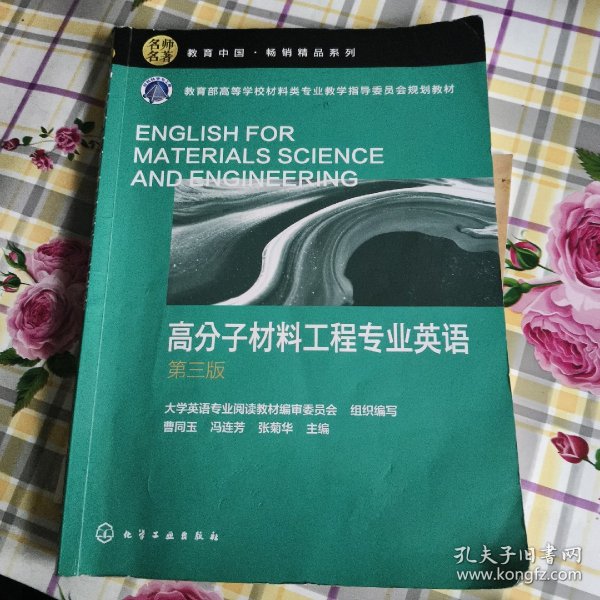 名师
名著
教育中国·畅销精品系列
教育部高等学校材料类专业教学指导委员会规划教材
ENGLISH FOR
MATERIALS SCIENCE
AND ENGINEERING
高分子材料工程专业英语
第三版
大学英语专业阅读教材编审委员会 组织编写
曹同玉 冯连芳 张菊华 主编
化学工业出版社
孔夫子旧书网
www.kongfz.com